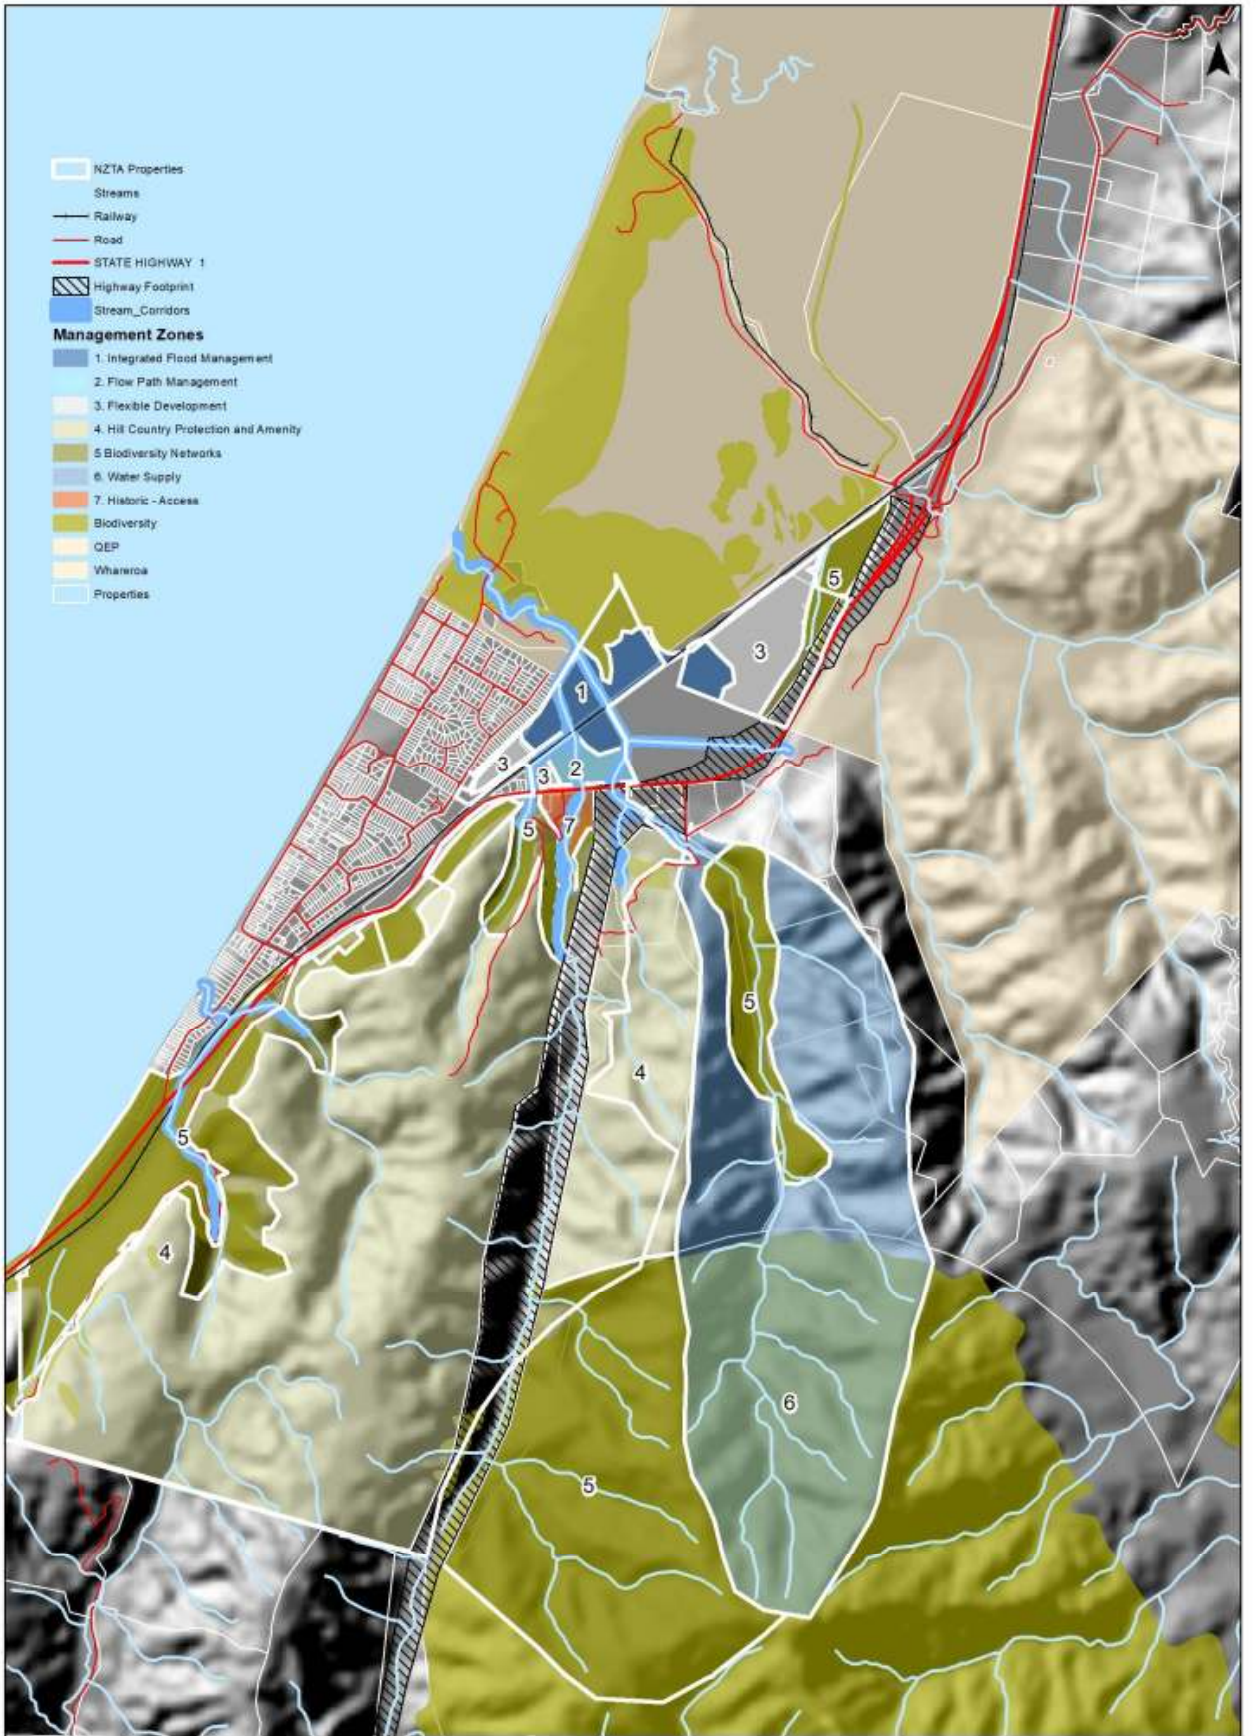 NZTA Properties
Streams
Railway
Road
STATE HIGHWAY 1
Highway Footprint
Stream_Corridors
Management Zones
1. Integrated Flood Management
2. Flow Path Management
3. Flexible Development
4. Hill Country Protection and Amenity
5 Biodiversity Networks
6. Water Supply
7. Historic - Access
Biodiversity
QEP
Whareroa
Properties
5
3
1
3
3
2
5
7
5
4
5
4
6
5